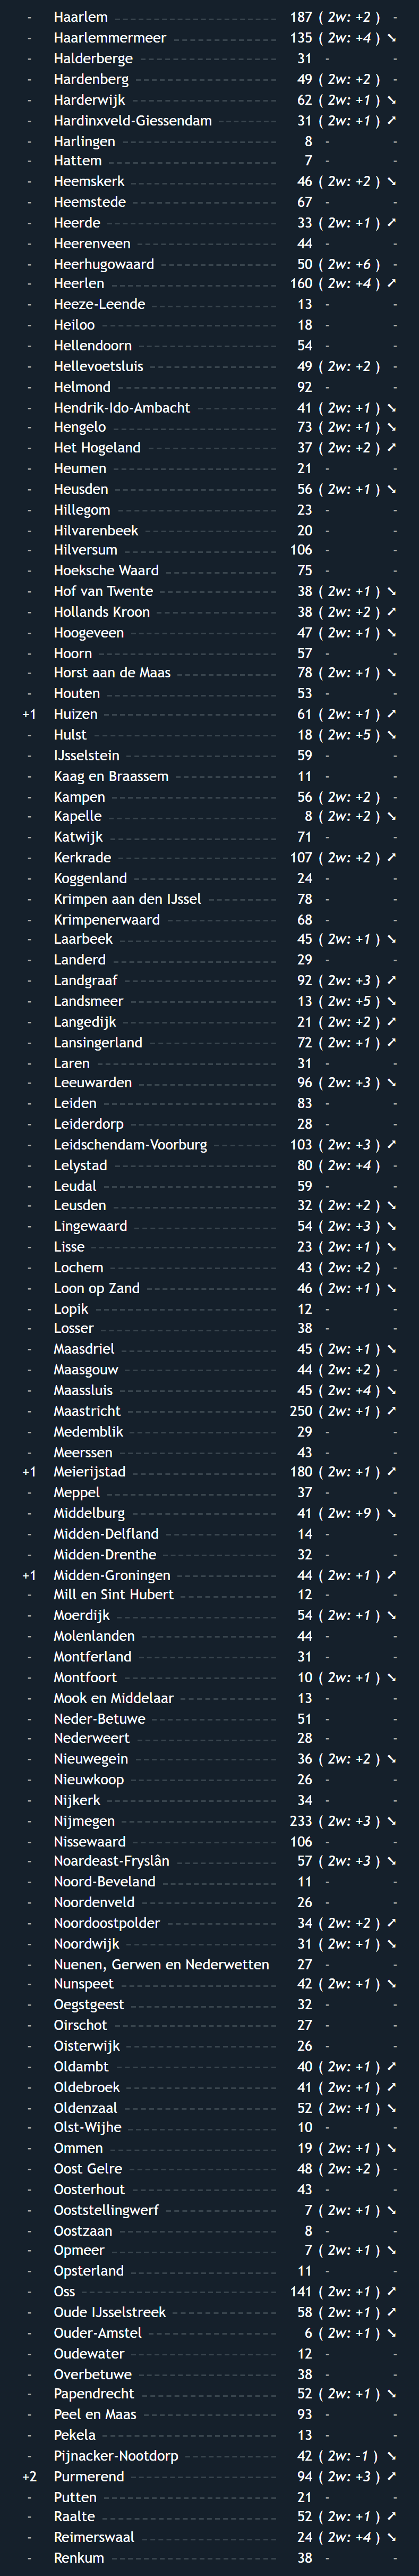 - Haarlem 187 ( 2w: +2 ) -
- Haarlemmermeer 135 ( 2w: +4 ) ➘
- Halderberge 31 - -
- Hardenberg 49 ( 2w: +2 ) -
- Harderwijk 62 ( 2w: +1 ) ➘
- Hardinxveld-Giessendam 31 ( 2w: +1 ) ➚
- Harlingen 8 - -
- Hattem 7 - -
- Heemskerk 46 ( 2w: +2 ) ➘
- Heemstede 67 - -
- Heerde 33 ( 2w: +1 ) ➚
- Heerenveen 44 - -
- Heerhugowaard 50 ( 2w: +6 ) -
- Heerlen 160 ( 2w: +4 ) ➚
- Heeze-Leende 13 - -
- Heiloo 18 - -
- Hellendoorn 54 - -
- Hellevoetsluis 49 ( 2w: +2 ) -
- Helmond 92 - -
- Hendrik-Ido-Ambacht 41 ( 2w: +1 ) ➘
- Hengelo 73 ( 2w: +1 ) ➘
- Het Hogeland 37 ( 2w: +2 ) ➚
- Heumen 21 - -
- Heusden 56 ( 2w: +1 ) ➘
- Hillegom 23 - -
- Hilvarenbeek 20 - -
- Hilversum 106 - -
- Hoeksche Waard 75 - -
- Hof van Twente 38 ( 2w: +1 ) ➘
- Hollands Kroon 38 ( 2w: +2 ) ➚
- Hoogeveen 47 ( 2w: +1 ) ➘
- Hoorn 57 - -
- Horst aan de Maas 78 ( 2w: +1 ) ➘
- Houten 53 - -
+1 Huizen 61 ( 2w: +1 ) ➚
- Hulst 18 ( 2w: +5 ) ➘
- IJsselstein 59 - -
- Kaag en Braassem 11 - -
- Kampen 56 ( 2w: +2 ) -
- Kapelle 8 ( 2w: +2 ) ➘
- Katwijk 71 - -
- Kerkrade 107 ( 2w: +2 ) ➚
- Koggenland 24 - -
- Krimpen aan den IJssel 78 - -
- Krimpenerwaard 68 - -
- Laarbeek 45 ( 2w: +1 ) ➘
- Landerd 29 - -
- Landgraaf 92 ( 2w: +3 ) ➚
- Landsmeer 13 ( 2w: +5 ) ➘
- Langedijk 21 ( 2w: +2 ) ➚
- Lansingerland 72 ( 2w: +1 ) ➚
- Laren 31 - -
- Leeuwarden 96 ( 2w: +3 ) ➘
- Leiden 83 - -
- Leiderdorp 28 - -
- Leidschendam-Voorburg 103 ( 2w: +3 ) ➚
- Lelystad 80 ( 2w: +4 ) -
- Leudal 59 - -
- Leusden 32 ( 2w: +2 ) ➘
- Lingewaard 54 ( 2w: +3 ) ➘
- Lisse 23 ( 2w: +1 ) ➘
- Lochem 43 ( 2w: +2 ) -
- Loon op Zand 46 ( 2w: +1 ) ➘
- Lopik 12 - -
- Losser 38 - -
- Maasdriel 45 ( 2w: +1 ) ➘
- Maasgouw 44 ( 2w: +2 ) -
- Maassluis 45 ( 2w: +4 ) ➘
- Maastricht 250 ( 2w: +1 ) ➚
- Medemblik 29 - -
- Meerssen 43 - -
+1 Meierijstad 180 ( 2w: +1 ) ➚
- Meppel 37 - -
- Middelburg 41 ( 2w: +9 ) ➘
- Midden-Delfland 14 - -
- Midden-Drenthe 32 - -
+1 Midden-Groningen 44 ( 2w: +1 ) ➚
- Mill en Sint Hubert 12 - -
- Moerdijk 54 ( 2w: +1 ) ➘
- Molenlanden 44 - -
- Montferland 31 - -
- Montfoort 10 ( 2w: +1 ) ➘
- Mook en Middelaar 13 - -
- Neder-Betuwe 51 - -
- Nederweert 28 - -
- Nieuwegein 36 ( 2w: +2 ) ➘
- Nieuwkoop 26 - -
- Nijkerk 34 - -
- Nijmegen 233 ( 2w: +3 ) ➘
- Nissewaard 106 - -
- Noardeast-Fryslân 57 ( 2w: +3 ) ➘
- Noord-Beveland 11 - -
- Noordenveld 26 - -
- Noordoostpolder 34 ( 2w: +2 ) ➚
- Noordwijk 31 ( 2w: +1 ) ➘
- Nuenen, Gerwen en Nederwetten 27 - -
- Nunspeet 42 ( 2w: +1 ) ➘
- Oegstgeest 32 - -
- Oirschot 27 - -
- Oisterwijk 26 - -
- Oldambt 40 ( 2w: +1 ) ➚
- Oldebroek 41 ( 2w: +1 ) ➚
- Oldenzaal 52 ( 2w: +1 ) ➘
- Olst-Wijhe 10 - -
- Ommen 19 ( 2w: +1 ) ➘
- Oost Gelre 48 ( 2w: +2 ) -
- Oosterhout 43 - -
- Ooststellingwerf 7 ( 2w: +1 ) ➘
- Oostzaan 8 - -
- Opmeer 7 ( 2w: +1 ) ➘
- Opsterland 11 - -
- Oss 141 ( 2w: +1 ) ➚
- Oude IJsselstreek 58 ( 2w: +1 ) ➚
- Ouder-Amstel 6 ( 2w: +1 ) ➘
- Oudewater 12 - -
- Overbetuwe 38 - -
- Papendrecht 52 ( 2w: +1 ) ➘
- Peel en Maas 93 - -
- Pekela 13 - -
- Pijnacker-Nootdorp 42 ( 2w: -1 ) ➘
+2 Purmerend 94 ( 2w: +3 ) ➚
- Putten 21 - -
- Raalte 52 ( 2w: +1 ) ➚
- Reimerswaal 24 ( 2w: +4 ) ➘
- Renkum 38 - -